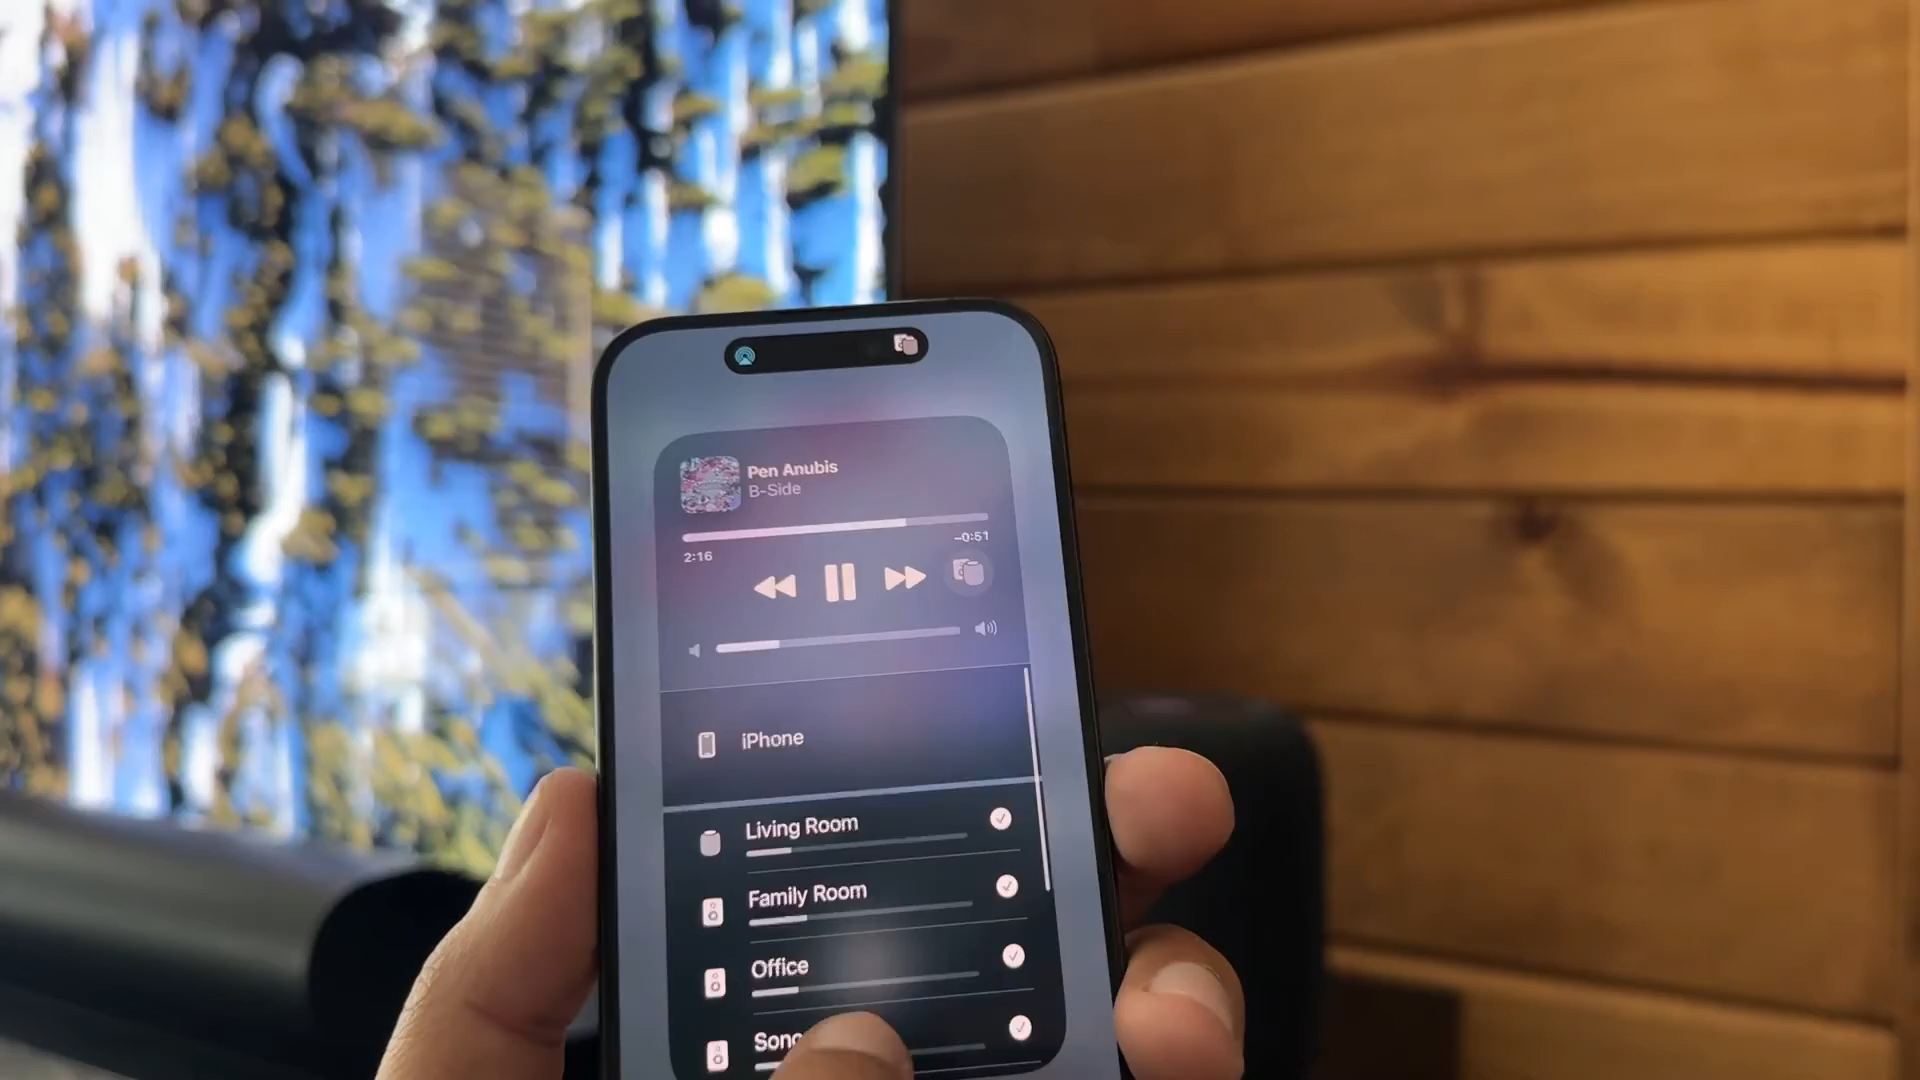 Pen Anubis
B-Side
2:16
-0:51
iPhone
Living Room
Family Room
Office